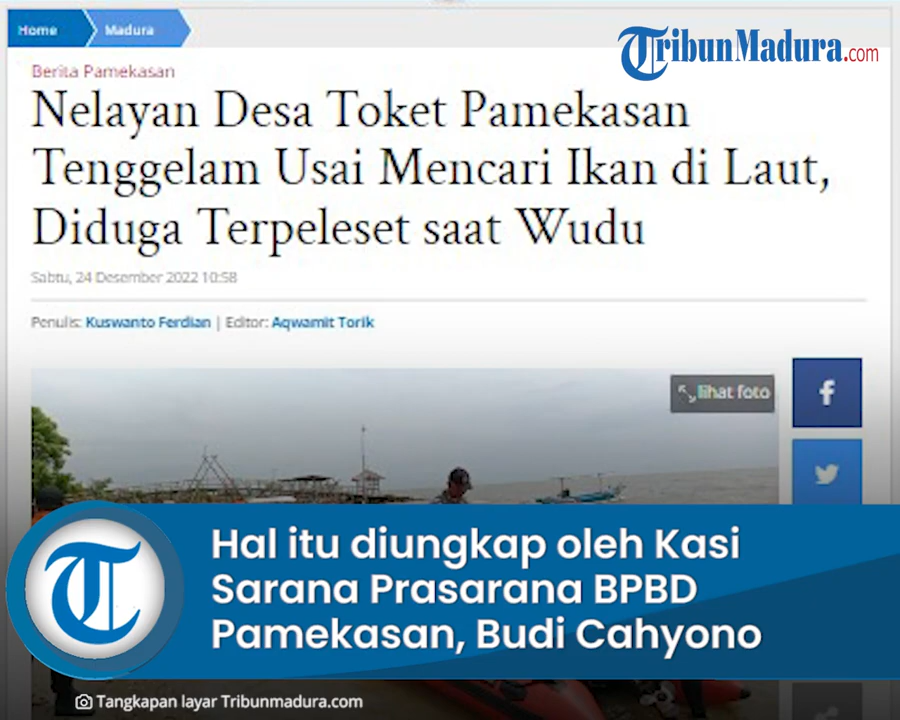 Home
Madura
TribunMadura.com
Berita Pamekasan
Nelayan Desa Toket Pamekasan
Tenggelam Usai Mencari Ikan di Laut,
Diduga Terpeleset saat Wudu
Sabtu, 24 Desember 2022 10:58
Penulis: Kuswanto Ferdian | Editor: Aqwamit Torik
lihat foto
Hal itu diungkap oleh Kasi
Sarana Prasarana BPBD
Pamekasan, Budi Cahyono
Tangkapan layar Tribunmadura.com